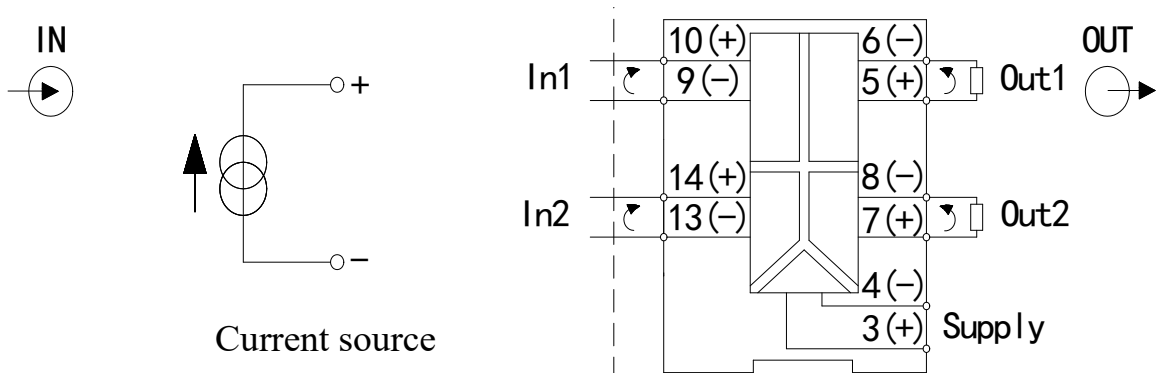 IN
10(+) 6(−) OUT
In1 9(−) 5(+) Out1
14(+) 8(−)
In2 13(−) 7(+) Out2
4(−)
3(+) Supply
+
−
Current source